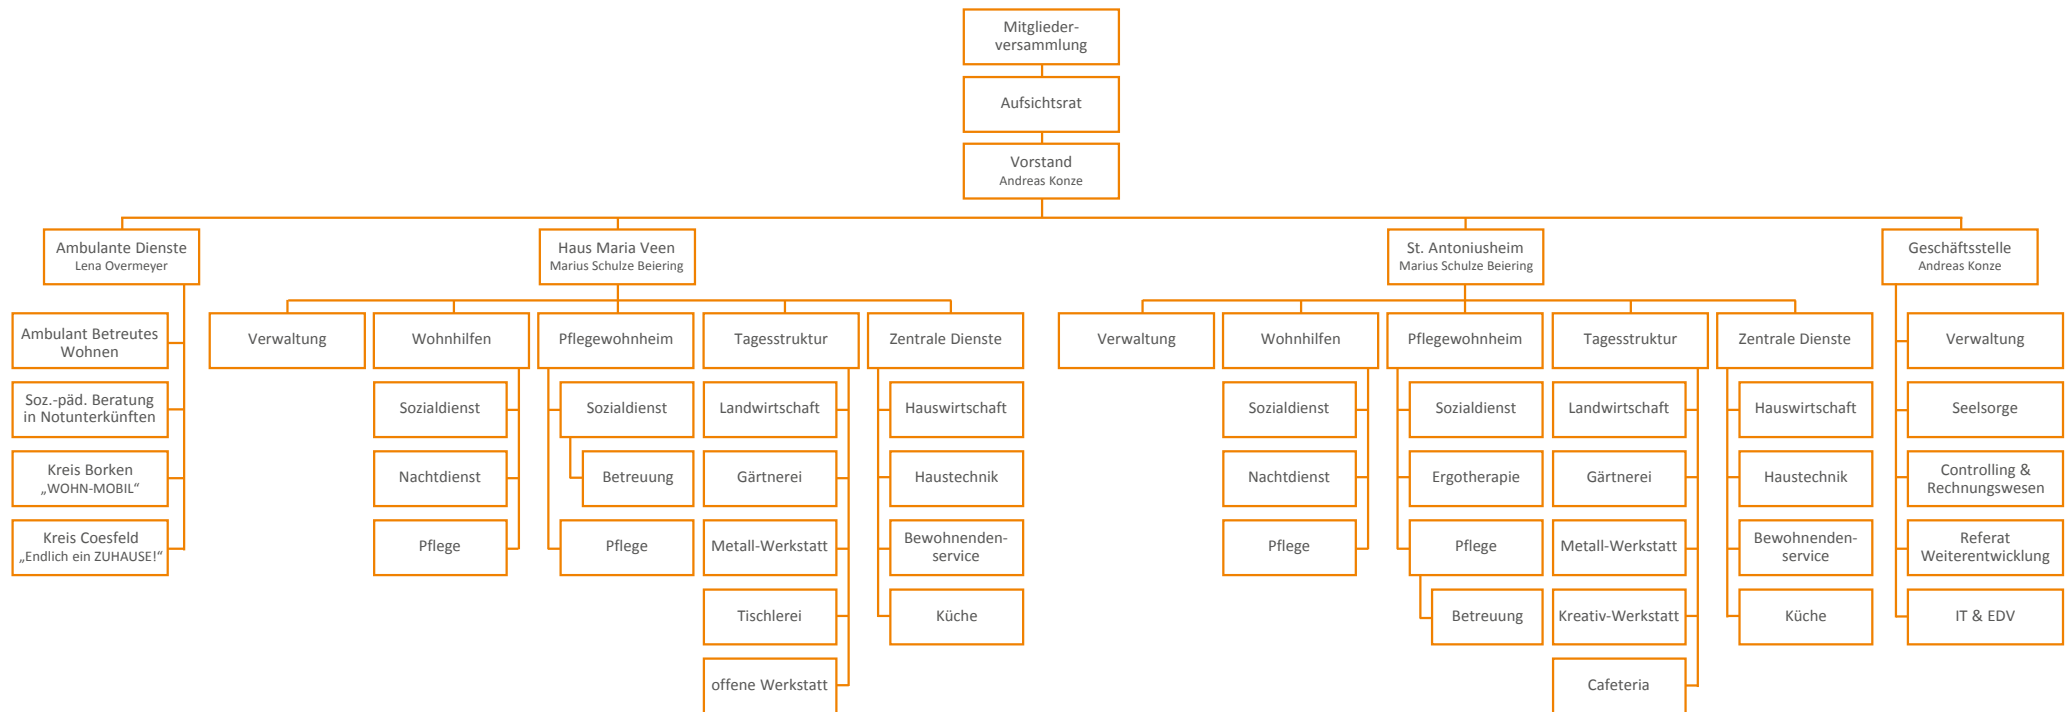 Mitglieder-
versammlung
Aufsichtsrat
Vorstand
Andreas Konze
Ambulante Dienste
Lena Overmeyer
Haus Maria Veen
Marius Schulze Beiering
St. Antoniusheim
Marius Schulze Beiering
Geschäftsstelle
Andreas Konze
Ambulant Betreutes
Wohnen
Soz.-päd. Beratung
in Notunterkünften
Kreis Borken
„WOHN-MOBIL“
Kreis Coesfeld
„Endlich ein ZUHAUSE!“
Verwaltung
Wohnhilfen
Sozialdienst
Nachtdienst
Pflege
Pflegewohnheim
Sozialdienst
Betreuung
Pflege
Tagesstruktur
Landwirtschaft
Gärtnerei
Metall-Werkstatt
Tischlerei
offene Werkstatt
Zentrale Dienste
Hauswirtschaft
Haustechnik
Bewohnenden-
service
Küche
Verwaltung
Wohnhilfen
Sozialdienst
Nachtdienst
Pflege
Pflegewohnheim
Sozialdienst
Ergotherapie
Pflege
Betreuung
Tagesstruktur
Landwirtschaft
Gärtnerei
Metall-Werkstatt
Kreativ-Werkstatt
Cafeteria
Zentrale Dienste
Hauswirtschaft
Haustechnik
Bewohnenden-
service
Küche
Verwaltung
Seelsorge
Controlling &
Rechnungswesen
Referat
Weiterentwicklung
IT & EDV